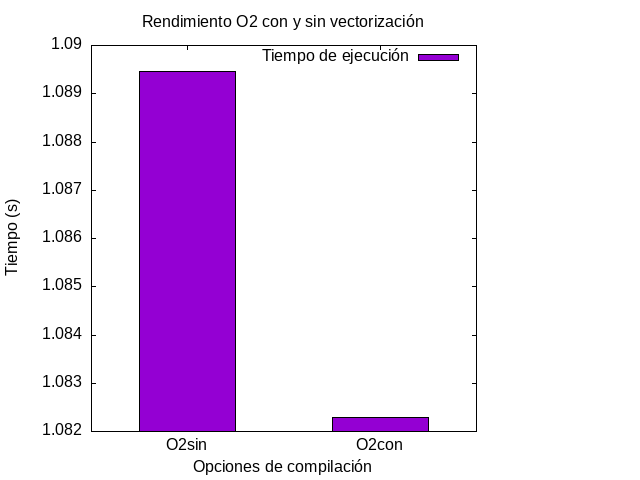 Rendimiento O2 con y sin vectorización
Tiempo de ejecución
1.09
1.089
1.088
1.087
1.086
1.085
1.084
1.083
1.082
Tiempo (s)
O2sin O2con
Opciones de compilación